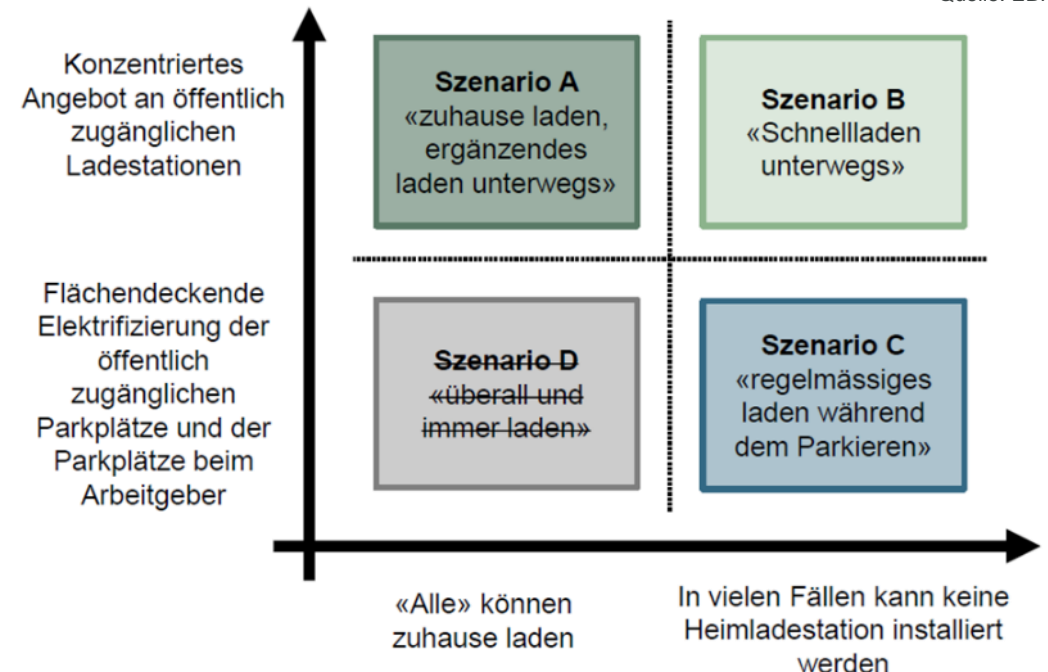 Konzentriertes
Angebot an öffentlich
zugänglichen
Ladestationen
Szenario A
«zuhause laden,
ergänzendes
laden unterwegs»
Szenario B
«Schnellladen
unterwegs»
Flächendeckende
Elektrifizierung der
öffentlich
zugänglichen
Parkplätze und der
Parkplätze beim
Arbeitgeber
Szenario D
«überall und
immer laden»
Szenario C
«regelmässiges
laden während
dem Parkieren»
«Alle» können
zuhause laden
In vielen Fällen kann keine
Heimladestation installiert
werden